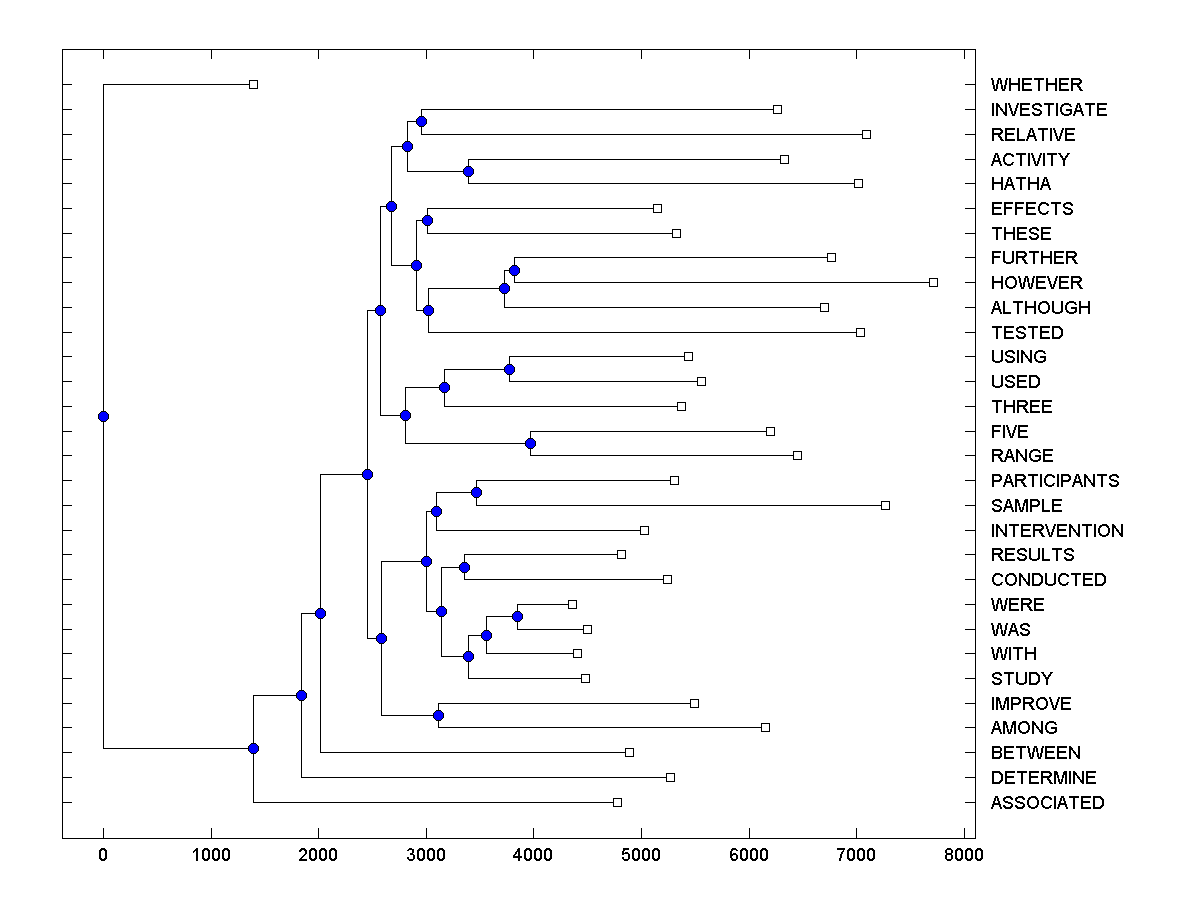 WHETHER
INVESTIGATE
RELATIVE
ACTIVITY
HATHA
EFFECTS
THESE
FURTHER
HOWEVER
ALTHOUGH
TESTED
USING
USED
THREE
FIVE
RANGE
PARTICIPANTS
SAMPLE
INTERVENTION
RESULTS
CONDUCTED
WERE
WAS
WITH
STUDY
IMPROVE
AMONG
BETWEEN
DETERMINE
ASSOCIATED
0 1000 2000 3000 4000 5000 6000 7000 8000